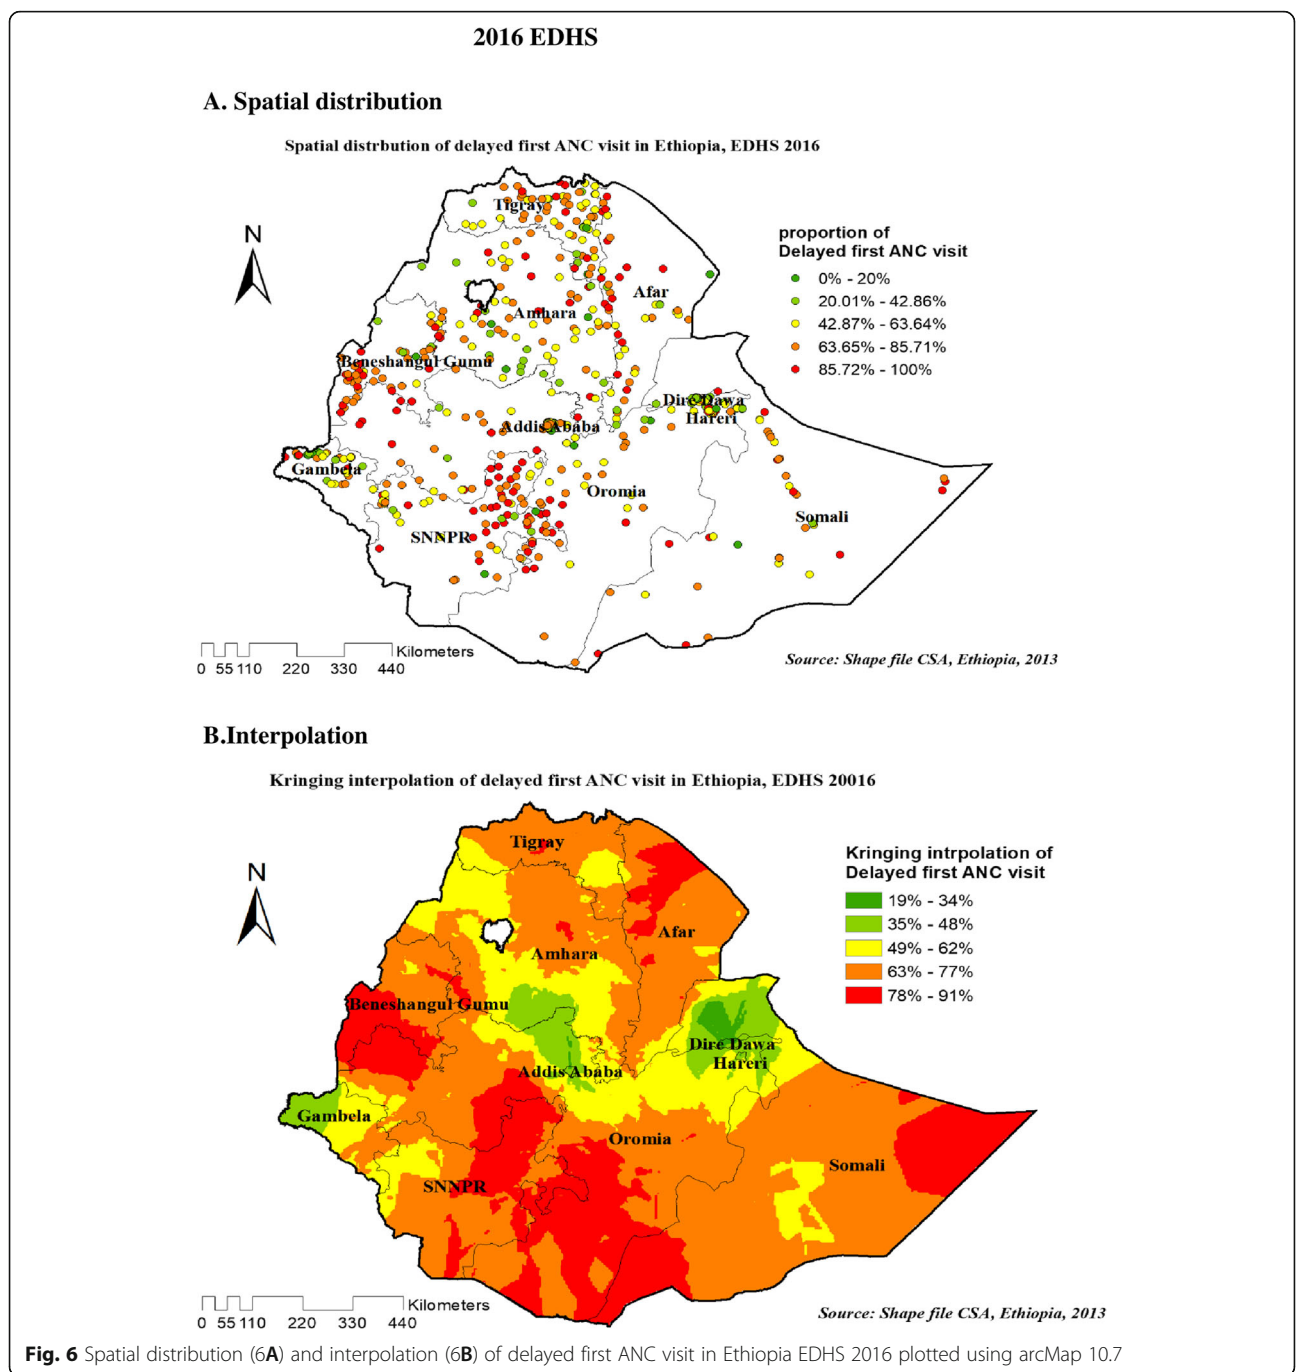 2016 EDHS
A. Spatial distribution
Spatial distrbution of delayed first ANC visit in Ethiopia, EDHS 2016
N
proportion of
Delayed first ANC visit
0% - 20%
20.01% - 42.86%
42.87% - 63.64%
63.65% - 85.71%
85.72% - 100%
Tigray
Afar
Amhara
Beneshangul Gumu
Dire Dawa
Hareri
Addis Ababa
Gambela
Oromia
Somali
SNNPR
Kilometers
0 55 110 220 330 440
Source: Shape file CSA, Ethiopia, 2013
B.Interpolation
Kringing interpolation of delayed first ANC visit in Ethiopia, EDHS 20016
N
Kringing intrpolation of
Delayed first ANC visit
19% - 34%
35% - 48%
49% - 62%
63% - 77%
78% - 91%
Tigray
Afar
Amhara
Beneshangul Gumu
Dire Dawa
Hareri
Addis Ababa
Gambela
Oromia
Somali
SNNPR
Kilometers
0 55 110 220 330 440
Source: Shape file CSA, Ethiopia, 2013
Fig. 6 Spatial distribution (6A) and interpolation (6B) of delayed first ANC visit in Ethiopia EDHS 2016 plotted using arcMap 10.7